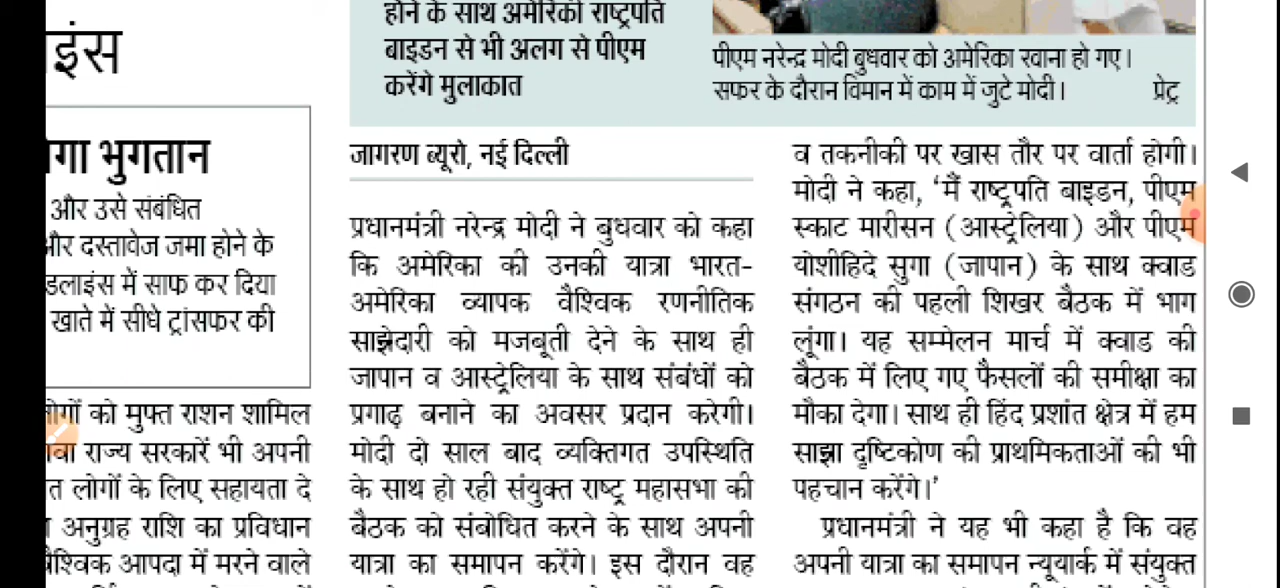 इंस
गा भुगतान
और उसे संबंधित
और दस्तावेज जमा होने के
डलाइंस में साफ कर दिया
खाते में सीधे ट्रांसफर की
को मुफ्त राशन शामिल
राज्य सरकारें भी अपनी
त लोगों के लिए सहायता दे
अनुग्रह राशि का प्रविधान
वैश्विक आपदा में मरने वाले
होने के साथ अमेरिकी राष्ट्रपति
बाइडन से भी अलग से पीएम
करेंगे मुलाकात
पीएम नरेन्द्र मोदी बुधवार को अमेरिका रवाना हो गए।
सफर के दौरान विमान में काम में जुटे मोदी। प्रेट्र
जागरण ब्यूरो, नई दिल्ली
प्रधानमंत्री नरेन्द्र मोदी ने बुधवार को कहा
कि अमेरिका की उनकी यात्रा भारत-
अमेरिका व्यापक वैश्विक रणनीतिक
साझेदारी को मजबूती देने के साथ ही
जापान व आस्ट्रेलिया के साथ संबंधों को
प्रगाढ़ बनाने का अवसर प्रदान करेगी।
मोदी दो साल बाद व्यक्तिगत उपस्थिति
के साथ हो रही संयुक्त राष्ट्र महासभा की
बैठक को संबोधित करने के साथ अपनी
यात्रा का समापन करेंगे। इस दौरान वह
व तकनीकी पर खास तौर पर वार्ता होगी।
मोदी ने कहा, ‘मैं राष्ट्रपति बाइडन, पीएम
स्काट मारीसन (आस्ट्रेलिया) और पीएम
योशीहिदे सुगा (जापान) के साथ क्वाड
संगठन की पहली शिखर बैठक में भाग
लूंगा। यह सम्मेलन मार्च में क्वाड की
बैठक में लिए गए फैसलों की समीक्षा का
मौका देगा। साथ ही हिंद प्रशांत क्षेत्र में हम
साझा दृष्टिकोण की प्राथमिकताओं की भी
पहचान करेंगे।’
प्रधानमंत्री ने यह भी कहा है कि वह
अपनी यात्रा का समापन न्यूयार्क में संयुक्त